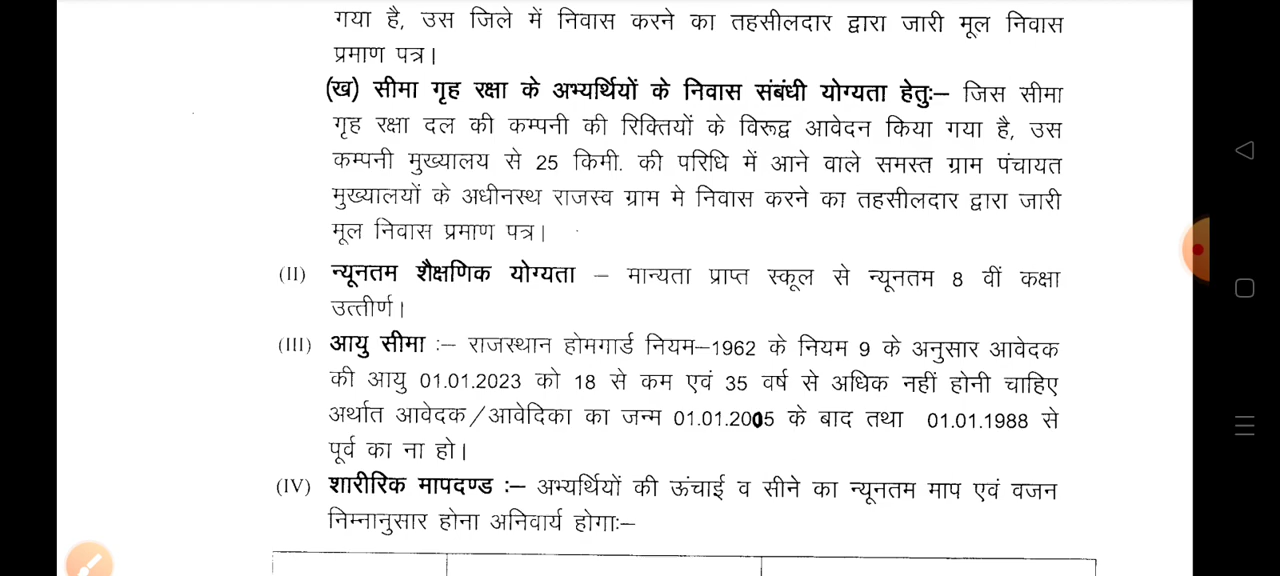 गया है, उस जिले में निवास करने का तहसीलदार द्वारा जारी मूल निवास
प्रमाण पत्र।
(ख) सीमा गृह रक्षा के अभ्यर्थियों के निवास संबंधी योग्यता हेतुः– जिस सीमा
गृह रक्षा दल की कम्पनी की रिक्तियों के विरूद्व आवेदन किया गया है, उस
कम्पनी मुख्यालय से 25 किमी. की परिधि में आने वाले समस्त ग्राम पंचायत
मुख्यालयों के अधीनस्थ राजस्व ग्राम मे निवास करने का तहसीलदार द्वारा जारी
मूल निवास प्रमाण पत्र।
(II) न्यूनतम शैक्षणिक योग्यता – मान्यता प्राप्त स्कूल से न्यूनतम 8 वीं कक्षा
उत्तीर्ण।
(III) आयु सीमा :– राजस्थान होमगार्ड नियम–1962 के नियम 9 के अनुसार आवेदक
की आयु 01.01.2023 को 18 से कम एवं 35 वर्ष से अधिक नहीं होनी चाहिए
अर्थात आवेदक/आवेदिका का जन्म 01.01.2005 के बाद तथा 01.01.1988 से
पूर्व का ना हो।
(IV) शारीरिक मापदण्ड :– अभ्यर्थियों की ऊंचाई व सीने का न्यूनतम माप एवं वजन
निम्नानुसार होना अनिवार्य होगाः–